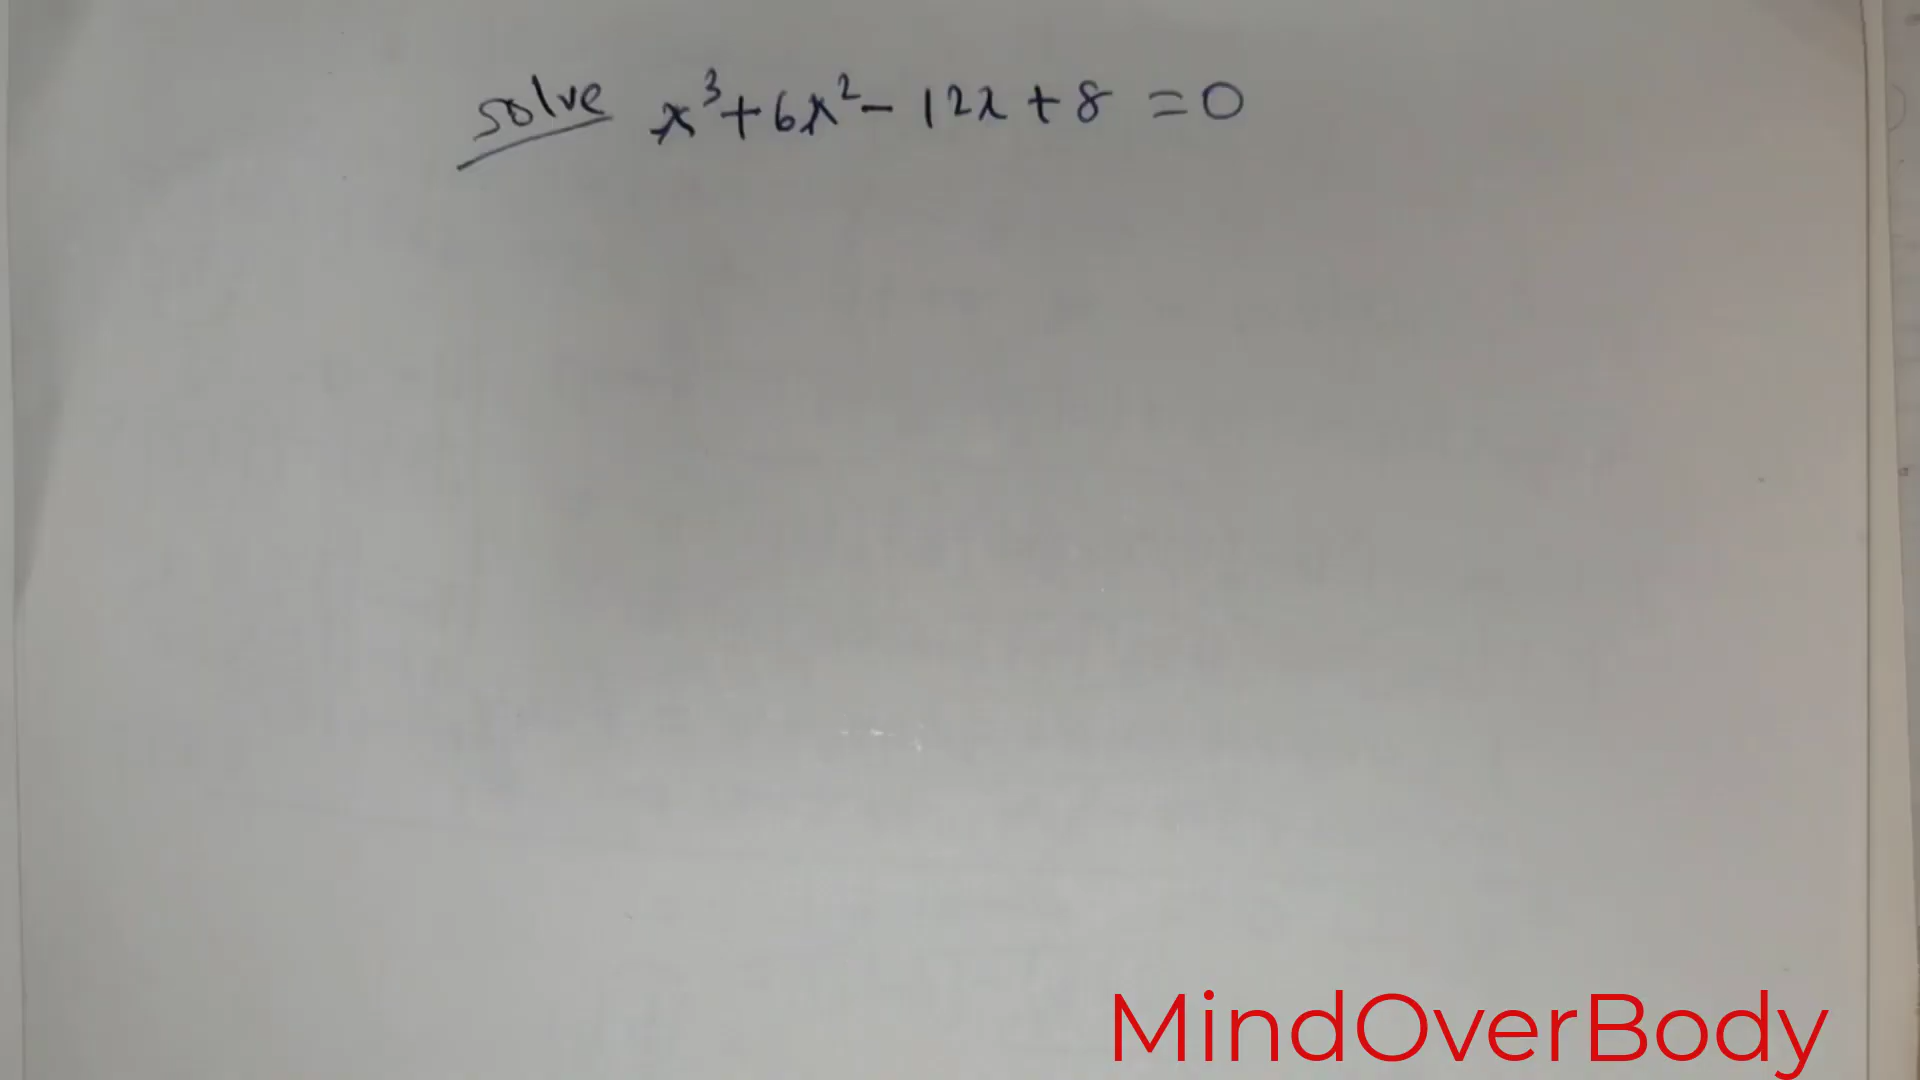 solve x³+6x²- 12x + 8 = 0
MindOverBody